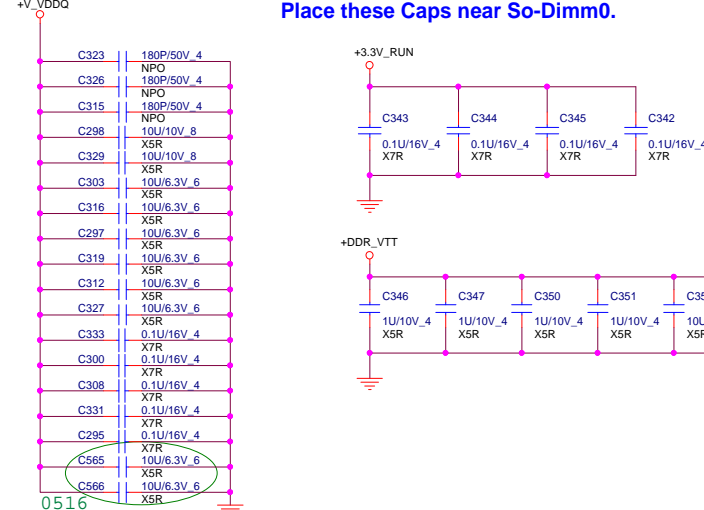 +V_VDDQ
Place these Caps near So-Dimm0.
C323 180P/50V_4
NPO
C326 180P/50V_4
NPO
C315 180P/50V_4
NPO
C298 10U/10V_8
X5R
C329 10U/10V_8
X5R
C303 10U/6.3V_6
X5R
C316 10U/6.3V_6
X5R
C297 10U/6.3V_6
X5R
C319 10U/6.3V_6
X5R
C312 10U/6.3V_6
X5R
C327 10U/6.3V_6
X5R
C333 0.1U/16V_4
X7R
C300 0.1U/16V_4
X7R
C308 0.1U/16V_4
X7R
C331 0.1U/16V_4
X7R
C295 0.1U/16V_4
X7R
C565 10U/6.3V_6
X5R
C566 10U/6.3V_6
X5R
0516
+3.3V_RUN
C343 C344 C345 C342
0.1U/16V_4 0.1U/16V_4 0.1U/16V_4 0.1U/16V_4
X7R X7R X7R X7R
+DDR_VTT
C346 C347 C350 C351 C35
1U/10V_4 1U/10V_4 1U/10V_4 1U/10V_4 10U
X5R X5R X5R X5R X5R